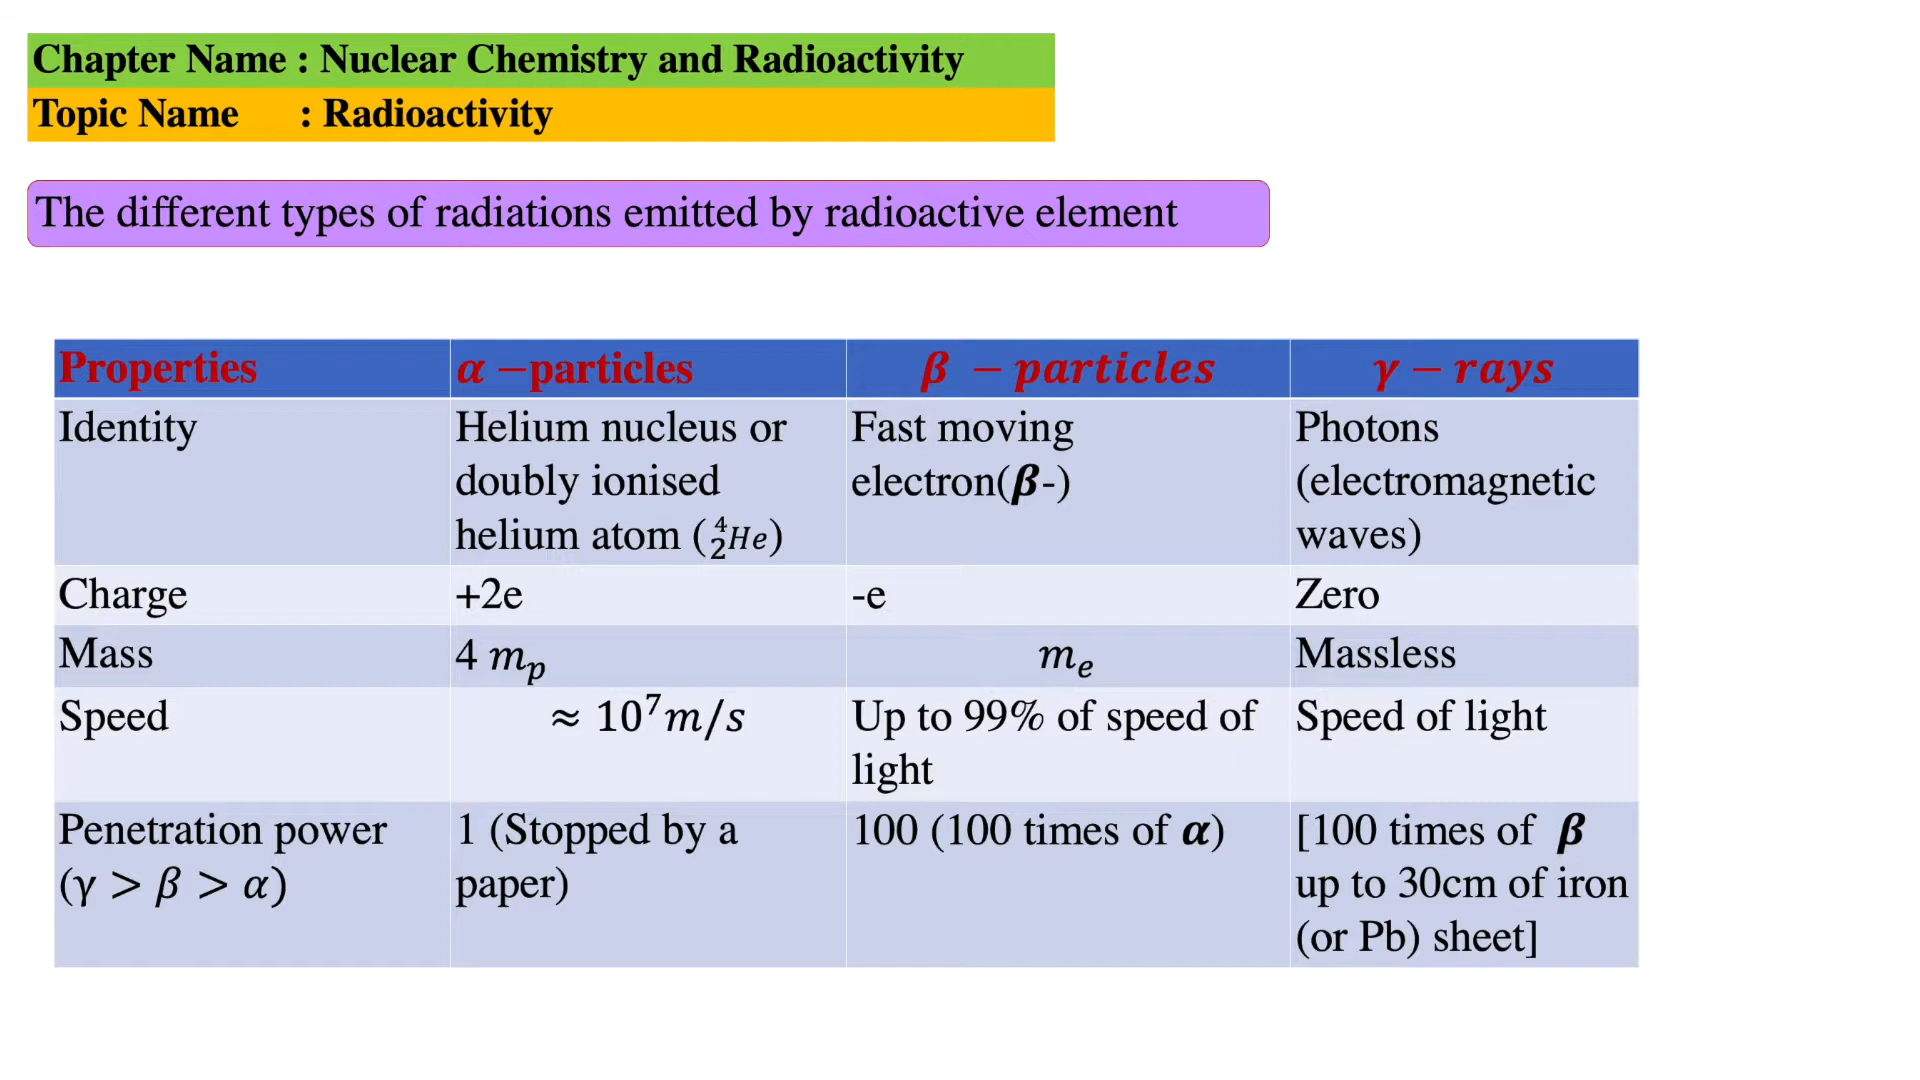 Chapter Name : Nuclear Chemistry and Radioactivity
Topic Name : Radioactivity
The different types of radiations emitted by radioactive element
Properties
α −particles
β − particles
γ − rays
Identity
Helium nucleus or
doubly ionised
helium atom (⁴₂He)
Fast moving
electron(β-)
Photons
(electromagnetic
waves)
Charge
+2e
-e
Zero
Mass
4 mₚ
mₑ
Massless
Speed
≈ 10⁷m/s
Up to 99% of speed of
light
Speed of light
Penetration power
(γ > β > α)
1 (Stopped by a
paper)
100 (100 times of α)
[100 times of β
up to 30cm of iron
(or Pb) sheet]